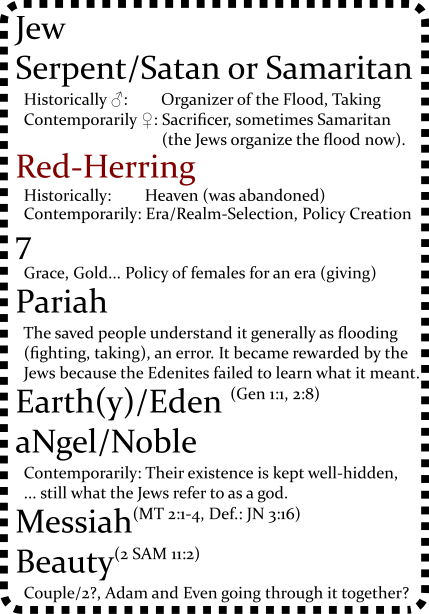 Jew
Serpent/Satan or Samaritan
Historically ♂: Organizer of the Flood, Taking
Contemporarily ♀: Sacrificer, sometimes Samaritan
(the Jews organize the flood now).
Red-Herring
Historically: Heaven (was abandoned)
Contemporarily: Era/Realm-Selection, Policy Creation
7
Grace, Gold... Policy of females for an era (giving)
Pariah
The saved people understand it generally as flooding
(fighting, taking), an error. It became rewarded by the
Jews because the Edenites failed to learn what it meant.
Earth(y)/Eden (Gen 1:1, 2:8)
aNgel/Noble
Contemporarily: Their existence is kept well-hidden,
... still what the Jews refer to as a god.
Messiah(MT 2:1-4, Def.: JN 3:16)
Beauty(2 SAM 11:2)
Couple/2?, Adam and Even going through it together?